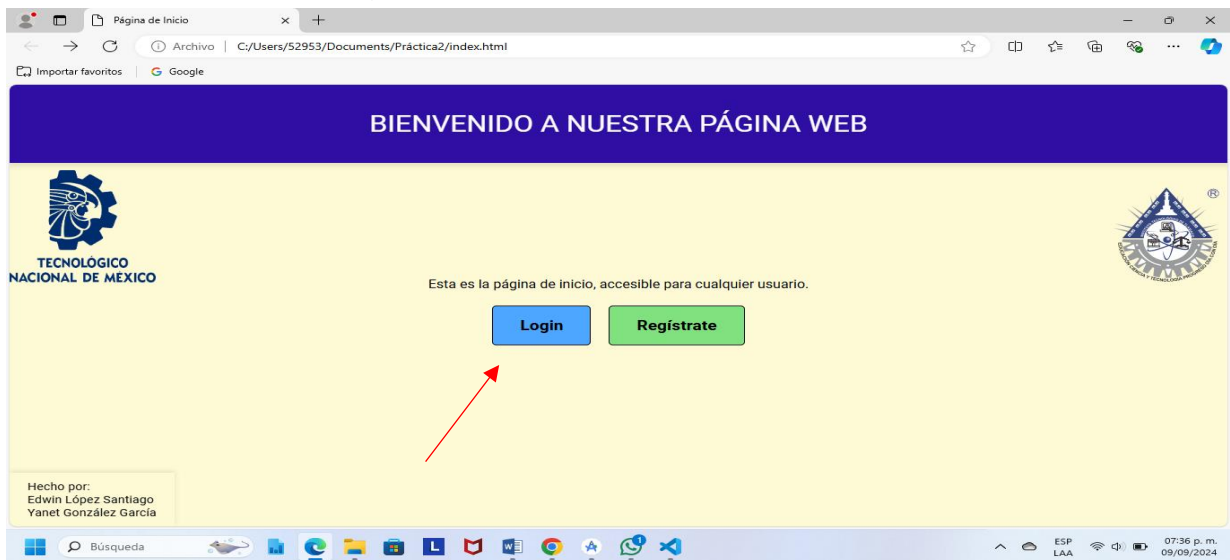 Página de Inicio
Archivo | C:/Users/52953/Documents/Práctica2/index.html
Importar favoritos
Google
BIENVENIDO A NUESTRA PÁGINA WEB
TECNOLÓGICO
NACIONAL DE MÉXICO
®
Esta es la página de inicio, accesible para cualquier usuario.
Login
Regístrate
Hecho por:
Edwin López Santiago
Yanet González García
Búsqueda
ESP
LAA
07:36 p. m.
09/09/2024